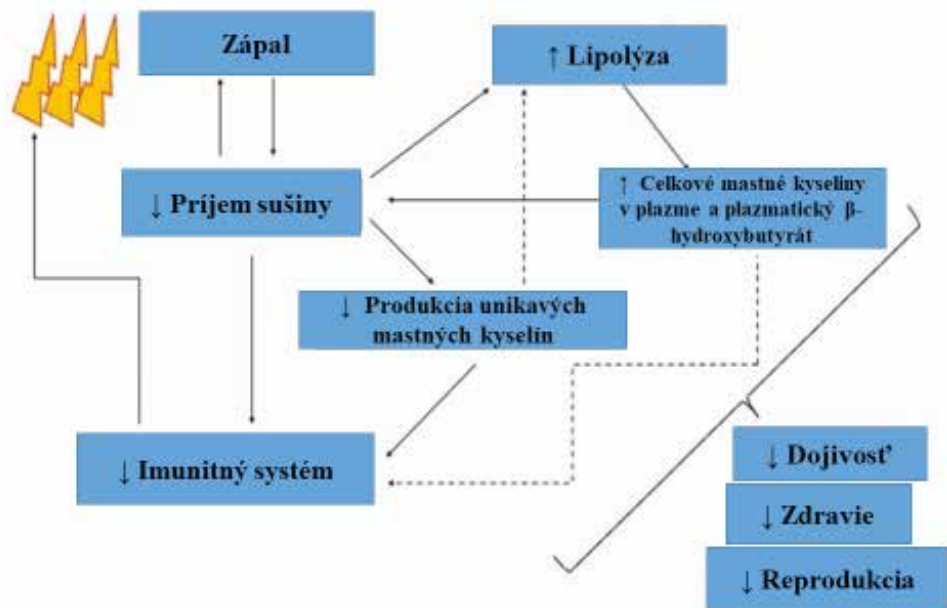 Zápal
↑ Lipolýza
↓ Príjem sušiny
↑ Celkové mastné kyseliny
v plazme a plazmatický β-
hydroxybutyrát
↓ Produkcia unikavých
mastných kyselín
↓ Imunitný systém
↓ Dojivosť
↓ Zdravie
↓ Reprodukcia